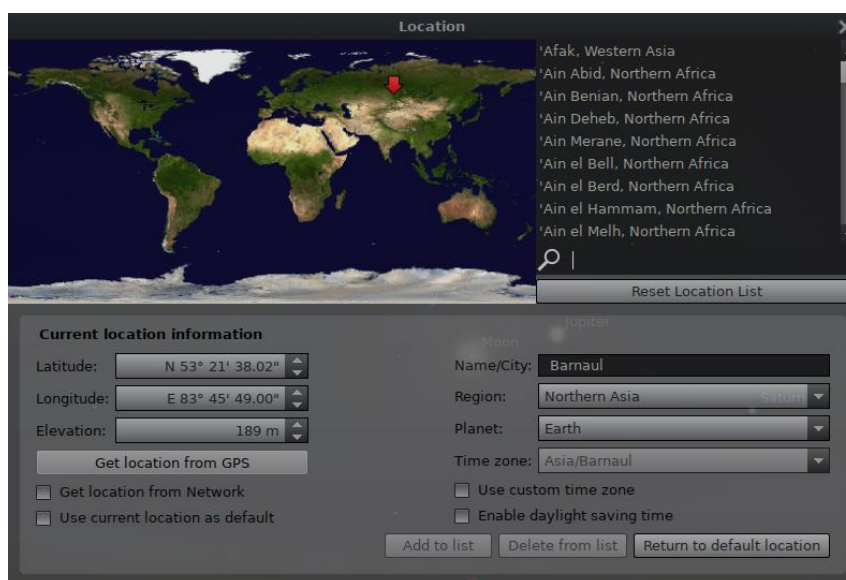 Location
'Afak, Western Asia
'Ain Abid, Northern Africa
'Ain Benian, Northern Africa
'Ain Deheb, Northern Africa
'Ain Merane, Northern Africa
'Ain el Bell, Northern Africa
'Ain el Berd, Northern Africa
'Ain el Hammam, Northern Africa
'Ain el Melh, Northern Africa
Reset Location List
Current location information
Jupiter
Moon
Latitude: N 53° 21' 38.02"
Name/City: Barnaul
Longitude: E 83° 45' 49.00"
Region: Northern Asia
Saturn
Elevation: 189 m
Planet: Earth
Get location from GPS
Time zone: Asia/Barnaul
Get location from Network
Use custom time zone
Use current location as default
Enable daylight saving time
Add to list
Delete from list
Return to default location